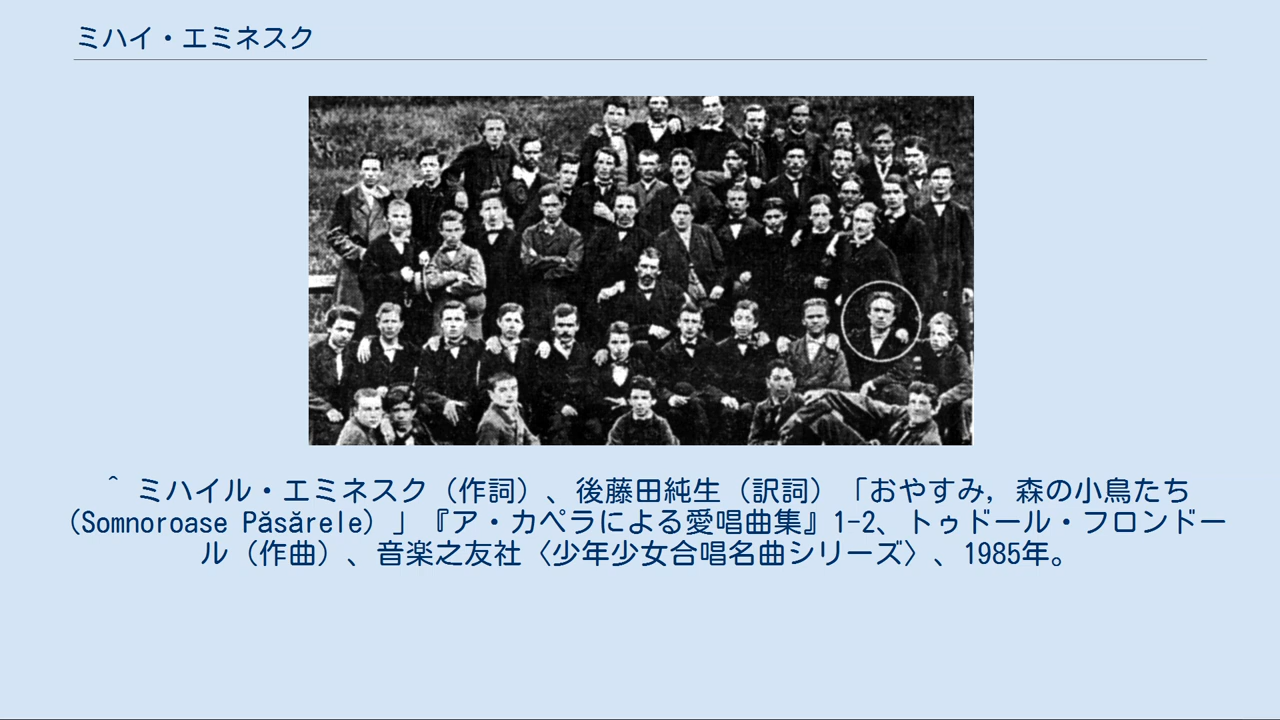 ミハイ・エミネスク
^ ミハイル・エミネスク（作詞）、後藤田純生（訳詞）「おやすみ，森の小鳥たち
（Somnoroase Păsărele）」『ア・カペラによる愛唱曲集』1-2、トゥドール・フロンドー
ル（作曲）、音楽之友社〈少年少女合唱名曲シリーズ〉、1985年。